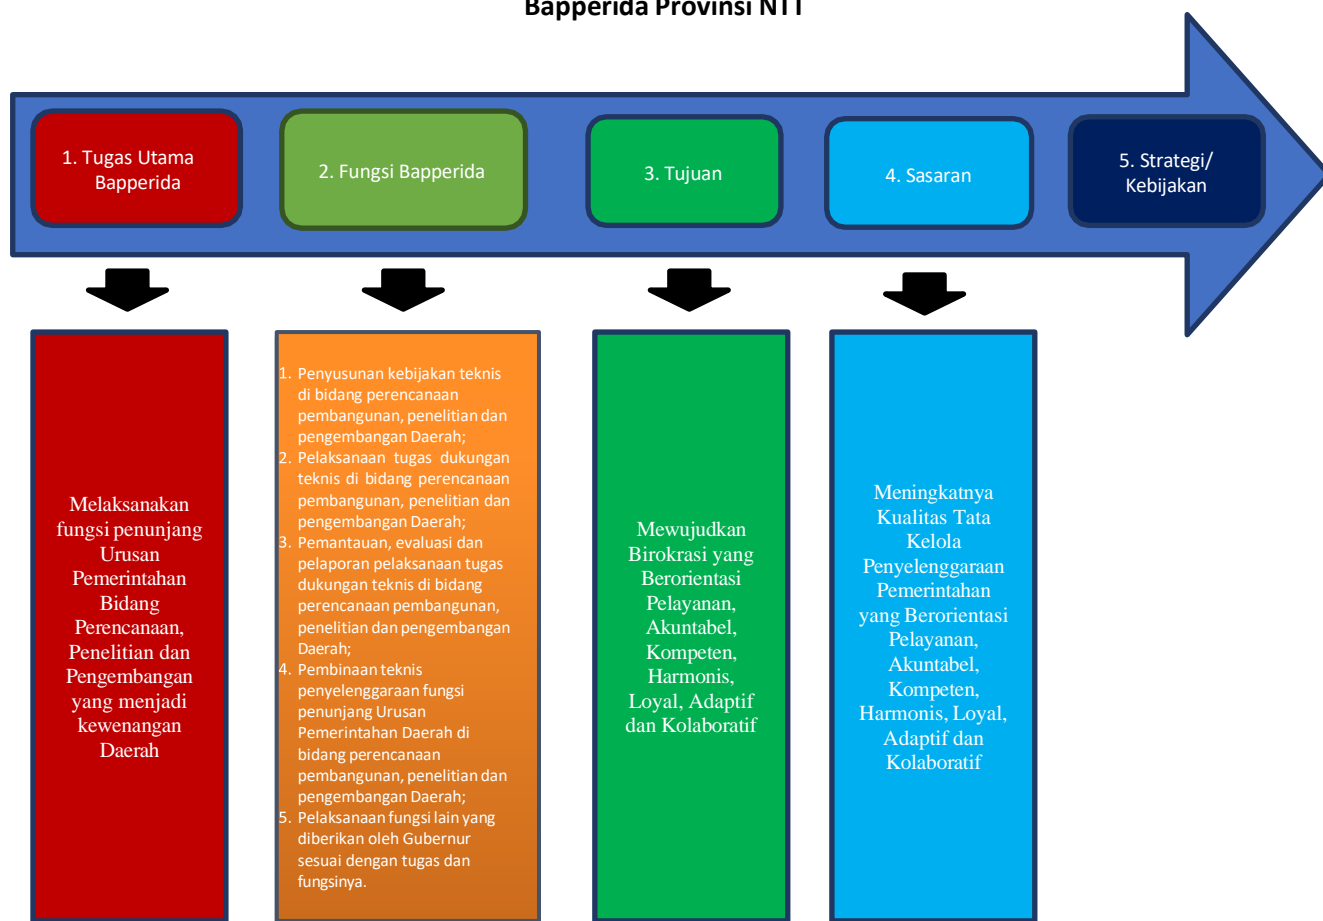 Bapperida Provinsi NTT
1. Tugas Utama
Bapperida
2. Fungsi Bapperida
3. Tujuan
4. Sasaran
5. Strategi/
Kebijakan
Melaksanakan
fungsi penunjang
Urusan
Pemerintahan
Bidang
Perencanaan,
Penelitian dan
Pengembangan
yang menjadi
kewenangan
Daerah
1. Penyusunan kebijakan teknis
di bidang perencanaan
pembangunan, penelitian dan
pengembangan Daerah;
2. Pelaksanaan tugas dukungan
teknis di bidang perencanaan
pembangunan, penelitian dan
pengembangan Daerah;
3. Pemantauan, evaluasi dan
pelaporan pelaksanaan tugas
dukungan teknis di bidang
perencanaan pembangunan,
penelitian dan pengembangan
Daerah;
4. Pembinaan teknis
penyelenggaraan fungsi
penunjang Urusan
Pemerintahan Daerah di
bidang perencanaan
pembangunan, penelitian dan
pengembangan Daerah;
5. Pelaksanaan fungsi lain yang
diberikan oleh Gubernur
sesuai dengan tugas dan
fungsinya.
Mewujudkan
Birokrasi yang
Berorientasi
Pelayanan,
Akuntabel,
Kompeten,
Harmonis,
Loyal, Adaptif
dan Kolaboratif
Meningkatnya
Kualitas Tata
Kelola
Penyelenggaraan
Pemerintahan
yang Berorientasi
Pelayanan,
Akuntabel,
Kompeten,
Harmonis, Loyal,
Adaptif dan
Kolaboratif